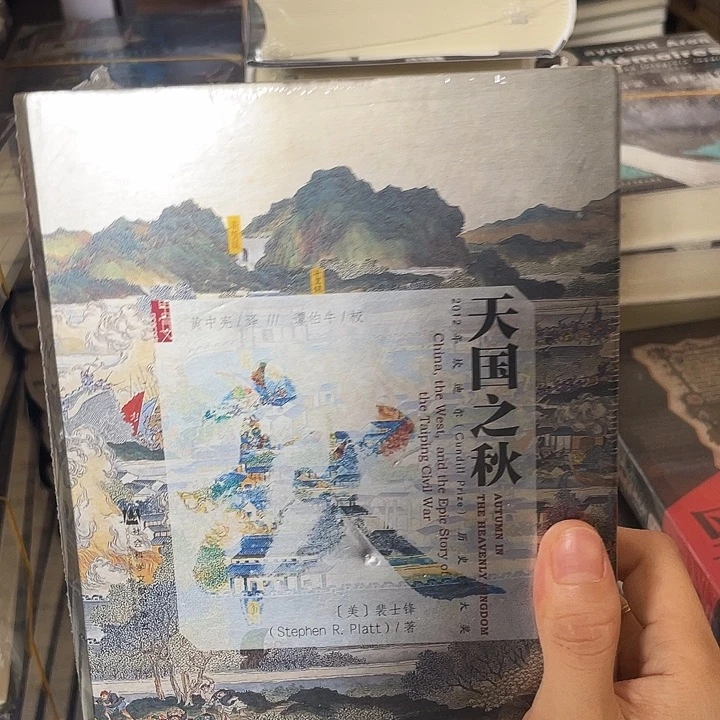 黄中宪 / 译 /// 谭伯牛 / 校
天国之秋
2012年坎迪尔(Cundill Prize)历史 大奖
AUTUMN IN
THE HEAVENLY KINGDOM
China, the West, and the Epic Story of
the Taiping Civil War
〔美〕裴士锋
(Stephen R. Platt) / 著
aymond Aron